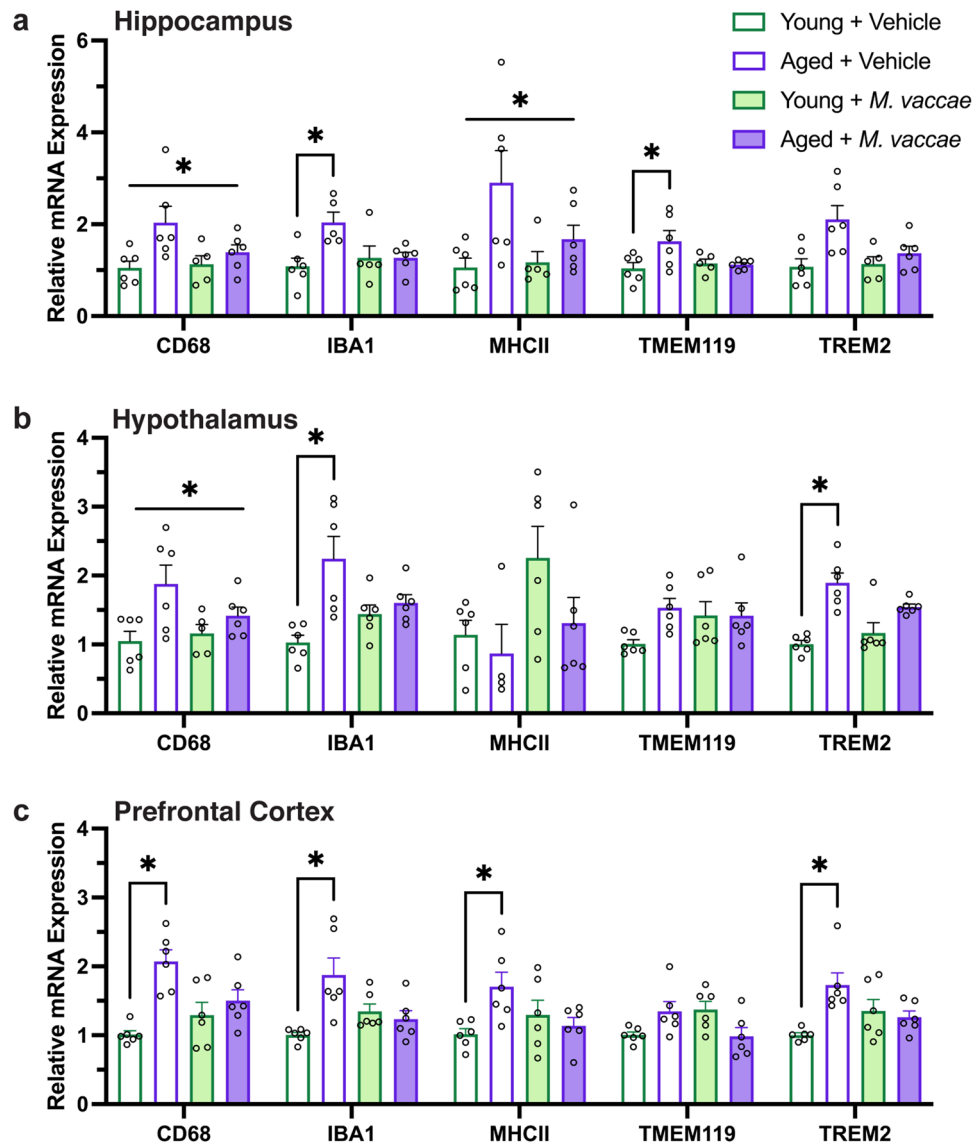 a Hippocampus
Young + Vehicle
Aged + Vehicle
Young + M. vaccae
Aged + M. vaccae
Relative mRNA Expression
6
4
2
0
* * * *
CD68 IBA1 MHCII TMEM119 TREM2
b Hypothalamus
Relative mRNA Expression
4
3
2
1
0
* * *
CD68 IBA1 MHCII TMEM119 TREM2
c Prefrontal Cortex
Relative mRNA Expression
4
3
2
1
0
* * * *
CD68 IBA1 MHCII TMEM119 TREM2